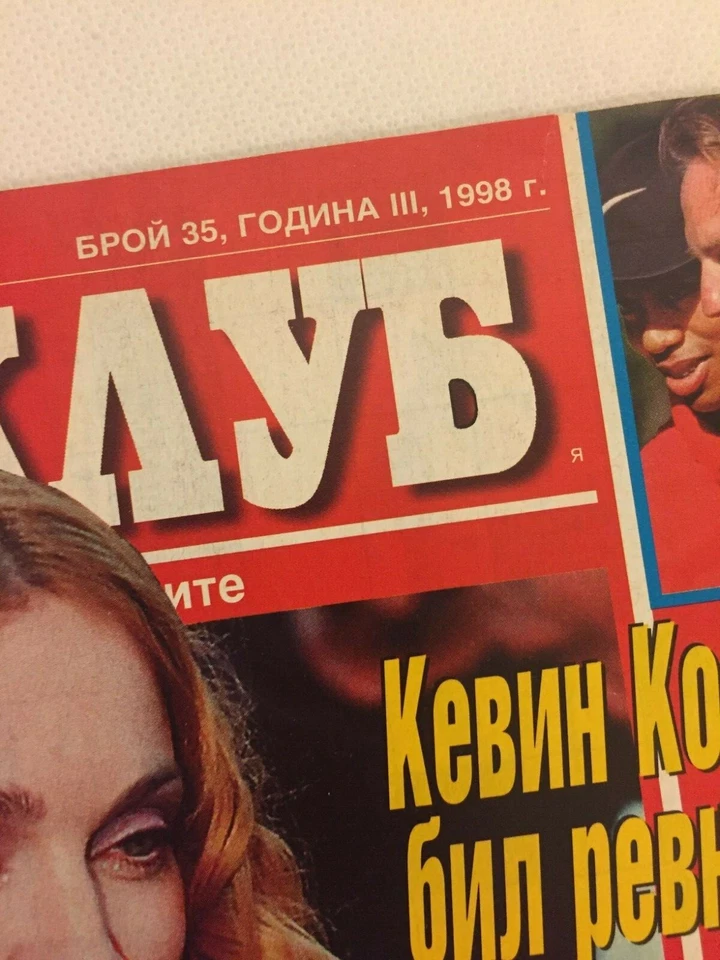 БРОЙ 35, ГОДИНА III, 1998 г.
КЛУБ
Я
ите
Кевин Ко
бил ревн